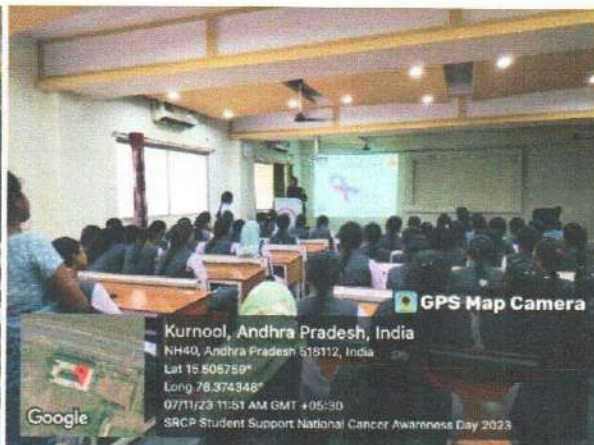 GPS Map Camera
Kurnool, Andhra Pradesh, India
NH40, Andhra Pradesh 518112, India
Lat 15.506759°
Long 78.374348°
07/11/23 11:51 AM GMT +05:30
SRCP Student Support National Cancer Awareness Day 2023
Google